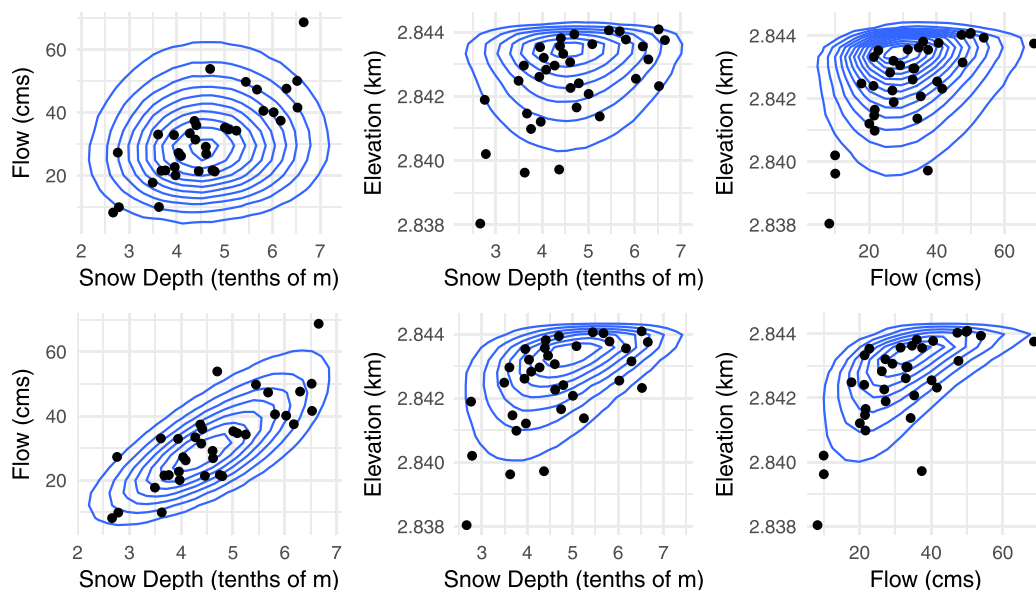 Flow (cms)
60
40
20
2 3 4 5 6 7
Snow Depth (tenths of m)
Elevation (km)
2.844
2.842
2.840
2.838
3 4 5 6 7
Snow Depth (tenths of m)
Elevation (km)
2.844
2.842
2.840
2.838
20 40 60
Flow (cms)
Flow (cms)
60
40
20
2 3 4 5 6 7
Snow Depth (tenths of m)
Elevation (km)
2.844
2.842
2.840
2.838
3 4 5 6 7
Snow Depth (tenths of m)
Elevation (km)
2.844
2.842
2.840
2.838
20 40 60
Flow (cms)